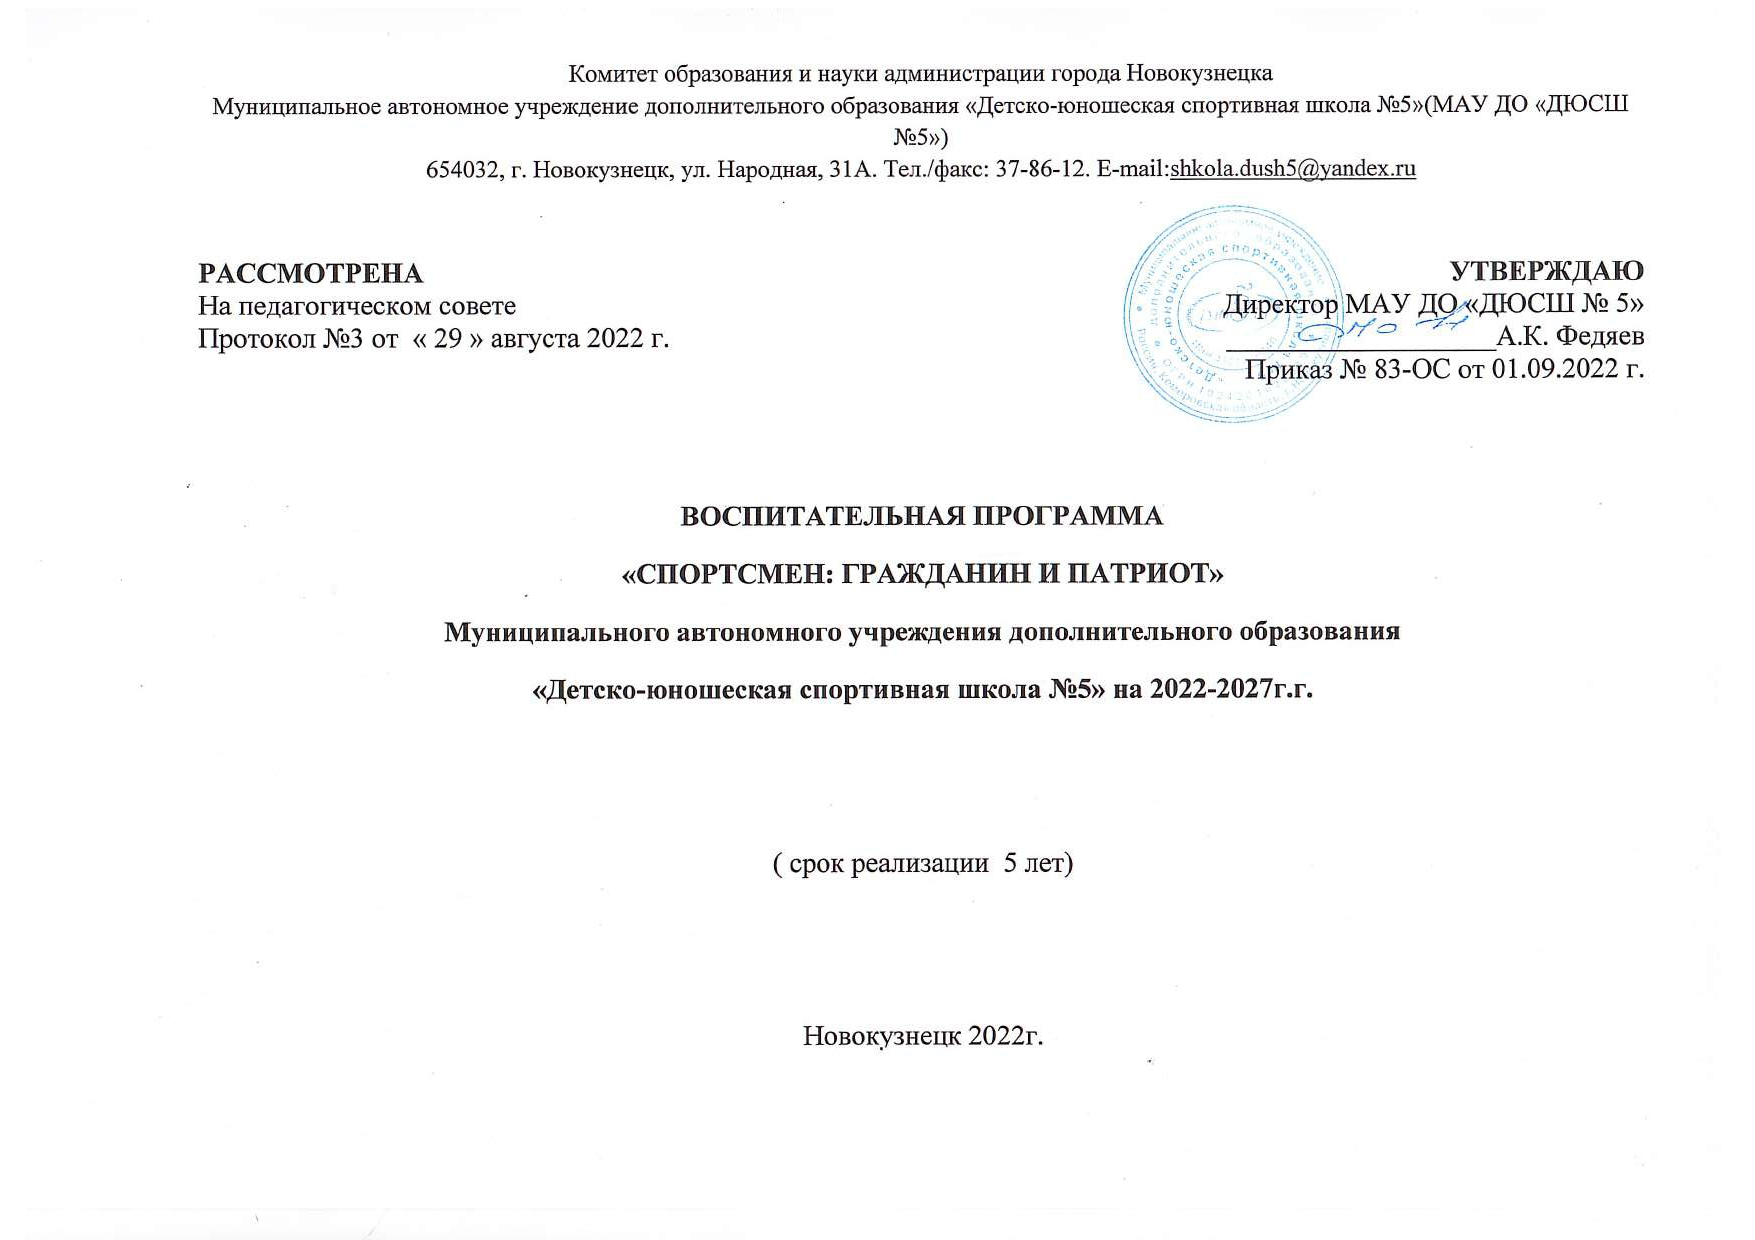 Комитет образования и науки администрации города Новокузнецка
Муниципальное автономное учреждение дополнительного образования «Детско-юношеская спортивная школа №5»(МАУ ДО «ДЮСШ
№5»)
654032, г. Новокузнецк, ул. Народная, 31А. Тел./факс: 37-86-12. E-mail:shkola.dush5@yandex.ru
РАССМОТРЕНА
На педагогическом совете
Протокол №3 от « 29 » августа 2022 г.
УТВЕРЖДАЮ
Директор МАУ ДО «ДЮСШ № 5»
А.К. Федяев
Приказ № 83-ОС от 01.09.2022 г.
ВОСПИТАТЕЛЬНАЯ ПРОГРАММА
«СПОРТСМЕН: ГРАЖДАНИН И ПАТРИОТ»
Муниципального автономного учреждения дополнительного образования
«Детско-юношеская спортивная школа №5» на 2022-2027г.г.
( срок реализации 5 лет)
Новокузнецк 2022г.